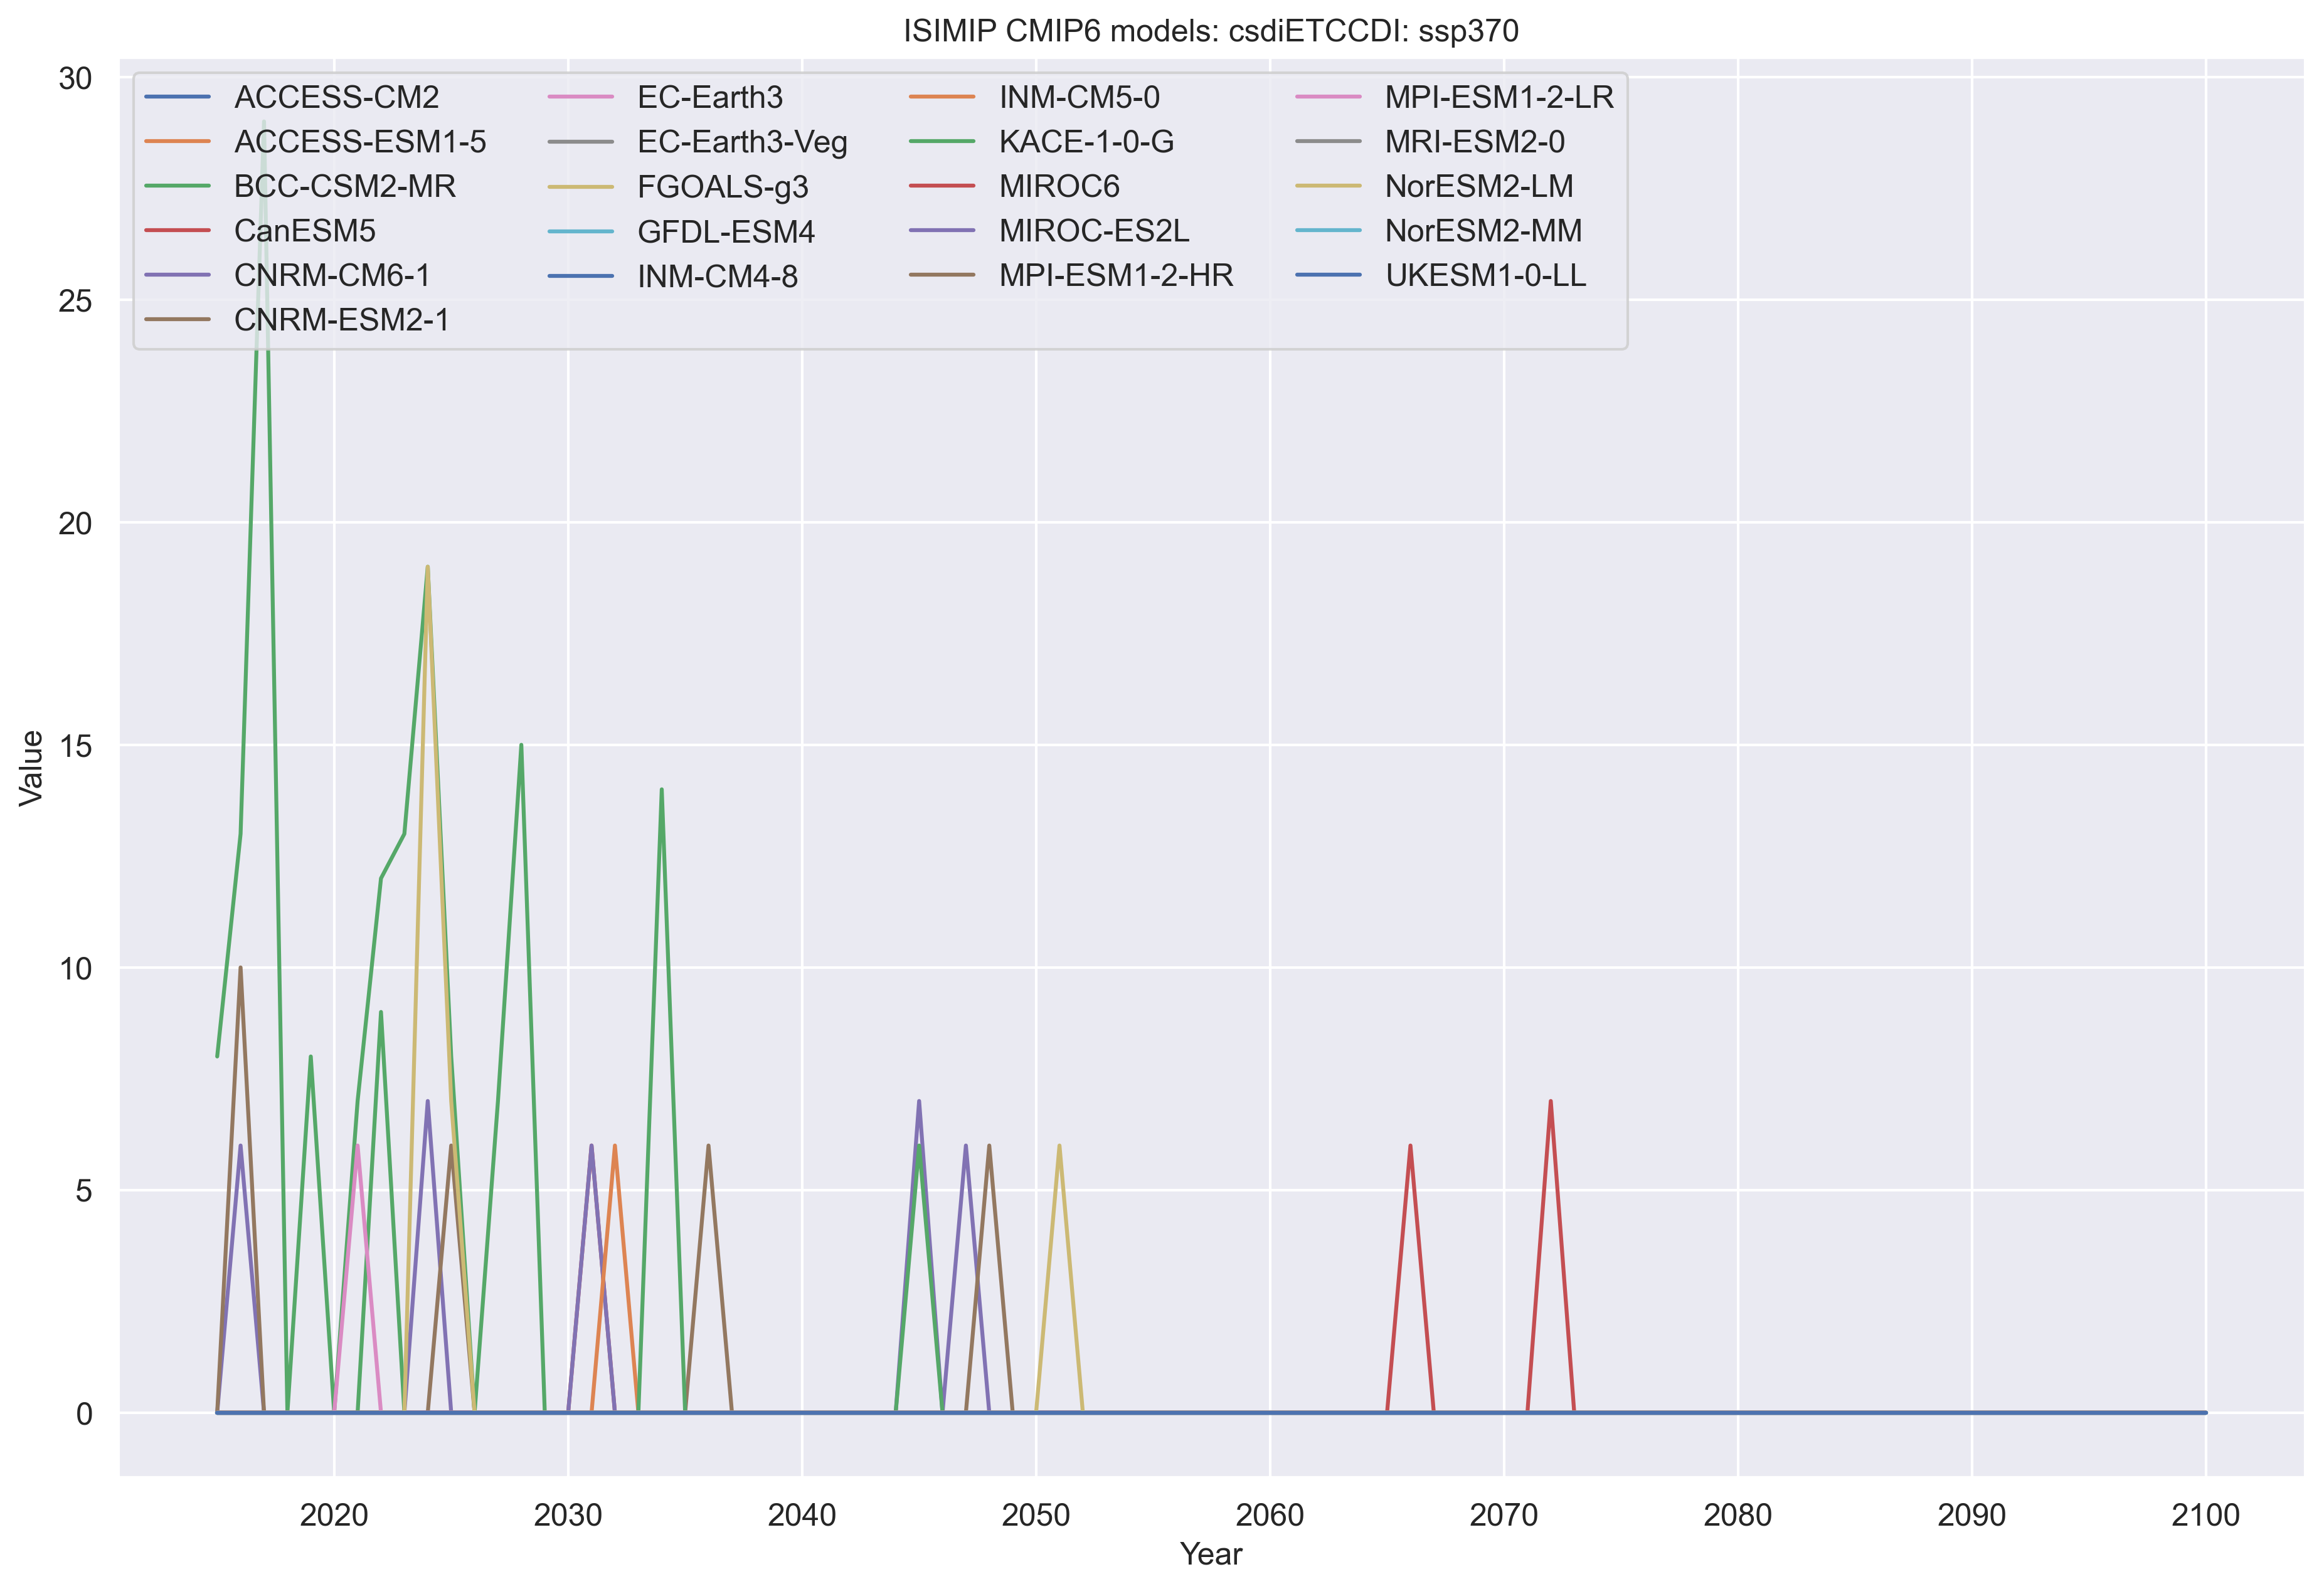 ISIMIP CMIP6 models: csdiETCCDI: ssp370
ACCESS-CM2
ACCESS-ESM1-5
BCC-CSM2-MR
CanESM5
CNRM-CM6-1
CNRM-ESM2-1
EC-Earth3
EC-Earth3-Veg
FGOALS-g3
GFDL-ESM4
INM-CM4-8
INM-CM5-0
KACE-1-0-G
MIROC6
MIROC-ES2L
MPI-ESM1-2-HR
MPI-ESM1-2-LR
MRI-ESM2-0
NorESM2-LM
NorESM2-MM
UKESM1-0-LL
30
25
20
15
10
5
0
Value
2020 2030 2040 2050 2060 2070 2080 2090 2100
Year